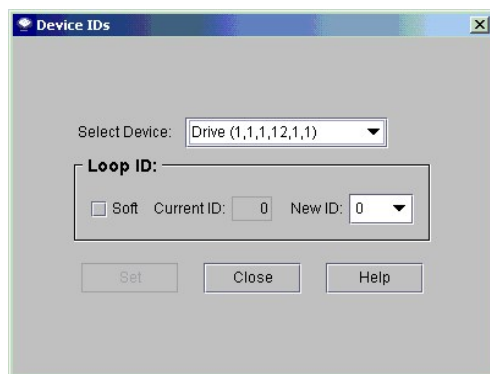 Device IDs
Select Device: Drive (1,1,1,12,1,1)
Loop ID:
Soft Current ID: 0 New ID: 0
Set Close Help